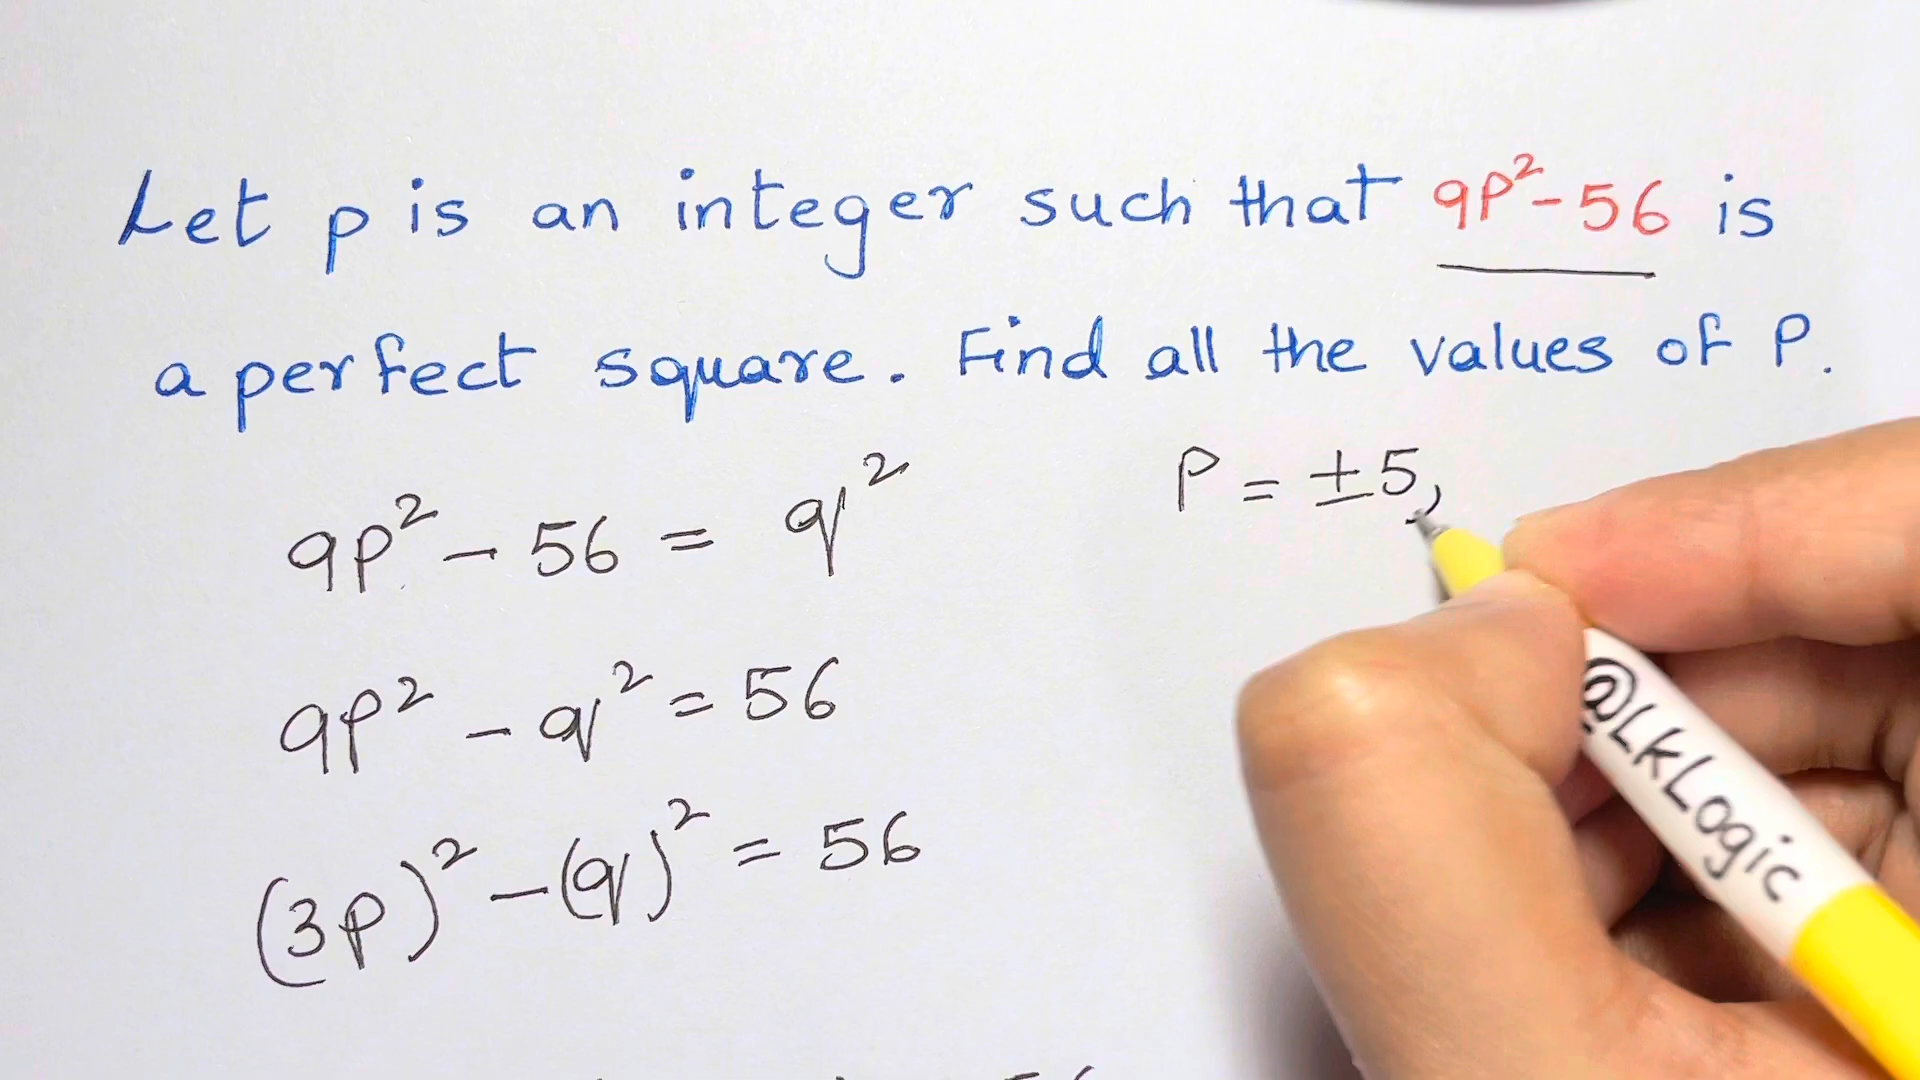 Let p is an integer such that 9p²-56 is
a perfect square. Find all the values of P.
P = ±5,
9p² - 56 = q²
9p² - q² = 56
(3p)² - (q)² = 56
@LkLogic